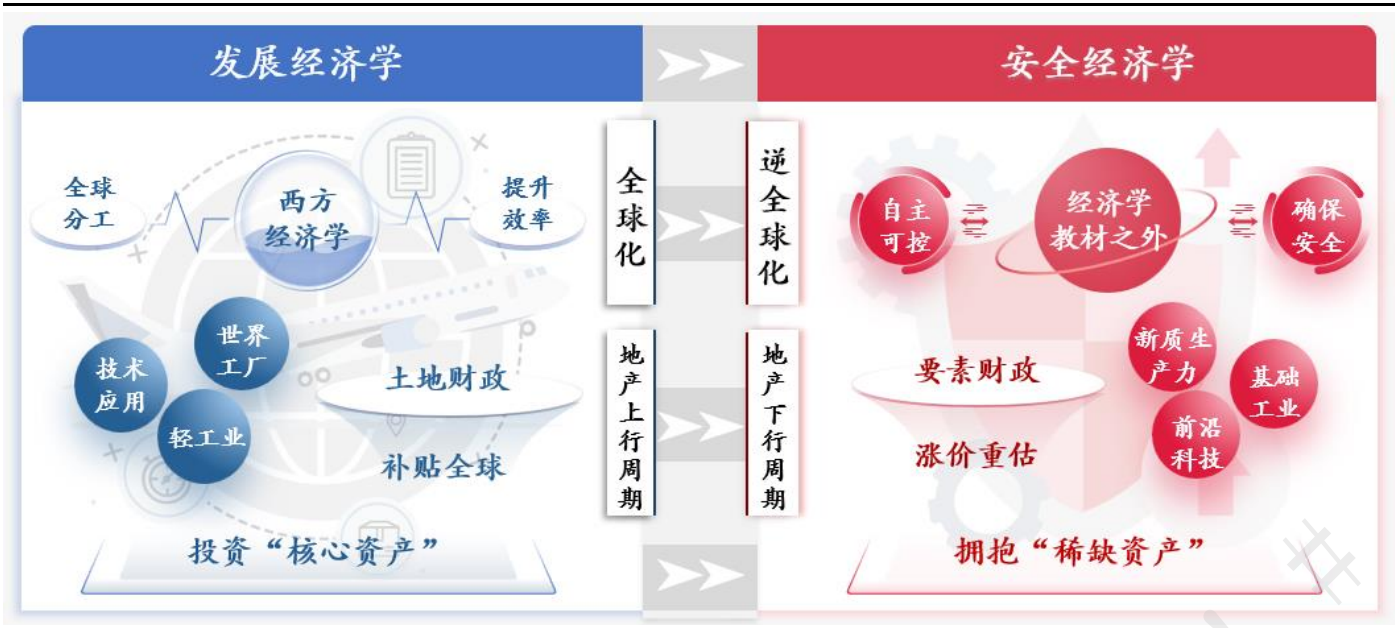 发展经济学
安全经济学
全球
分工
西方
经济学
提升
效率
全球化
逆全球化
自主
可控
经济学
教材之外
确保
安全
世界
工厂
技术
应用
轻工业
土地财政
补贴全球
地产上行周期
地产下行周期
要素财政
涨价重估
新质生
产力
基础
工业
前沿
科技
投资“核心资产”
拥抱“稀缺资产”